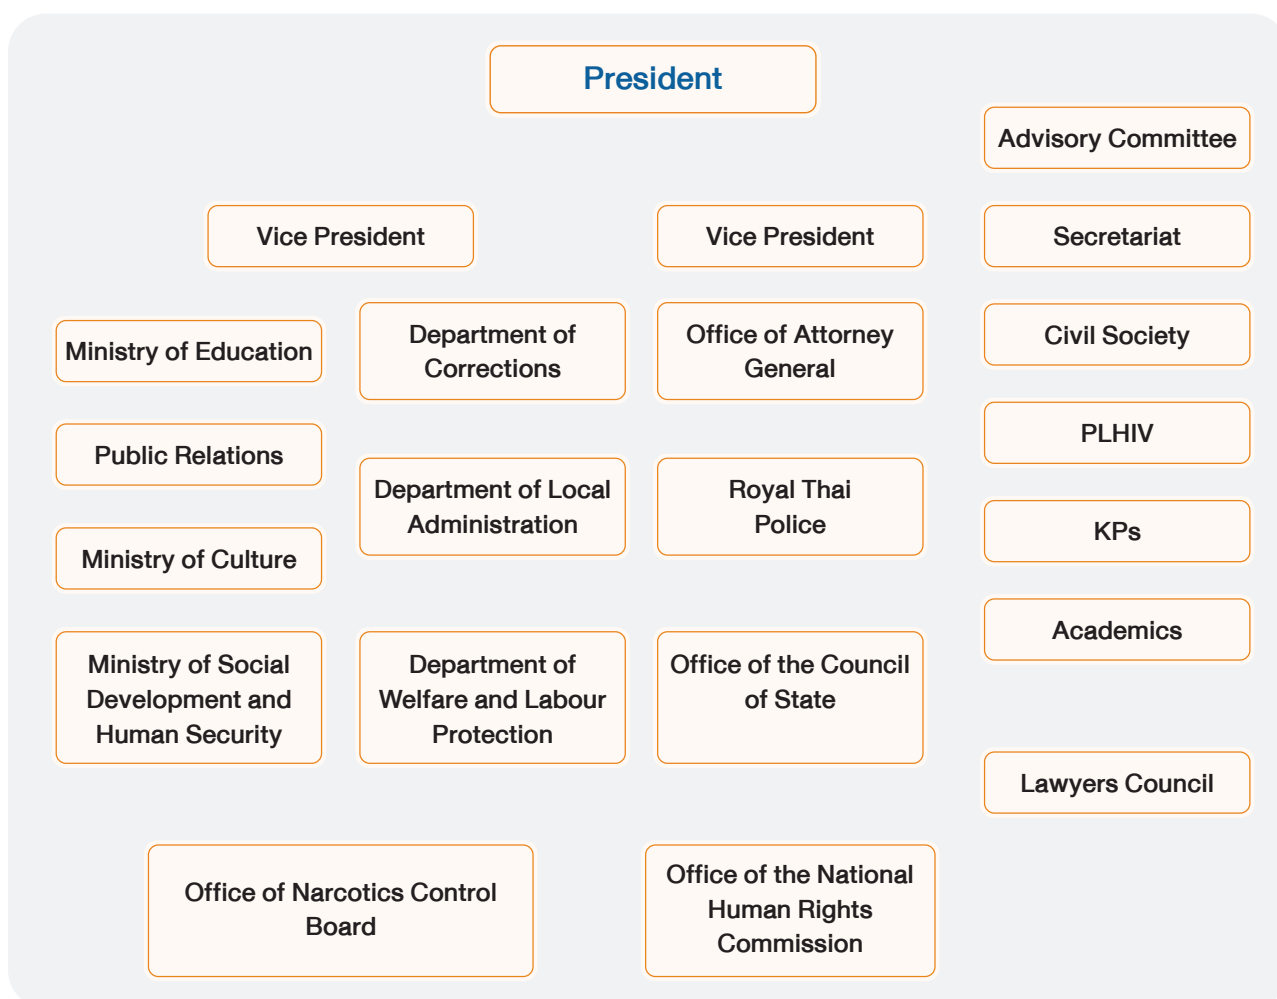 President
Advisory Committee
Vice President
Vice President
Secretariat
Ministry of Education
Department of
Corrections
Office of Attorney
General
Civil Society
Public Relations
Department of Local
Administration
Royal Thai
Police
PLHIV
Ministry of Culture
KPs
Ministry of Social
Development and
Human Security
Department of
Welfare and Labour
Protection
Office of the Council
of State
Academics
Lawyers Council
Office of Narcotics Control
Board
Office of the National
Human Rights
Commission